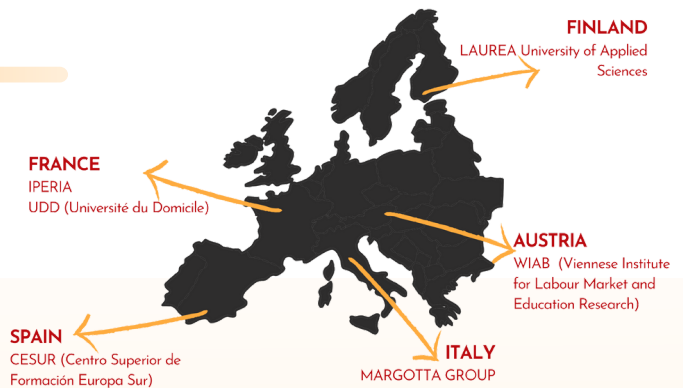 FINLAND
LAUREA University of Applied
Sciences
FRANCE
IPERIA
UDD (Université du Domicile)
AUSTRIA
WIAB (Viennese Institute
for Labour Market and
Education Research)
SPAIN
CESUR (Centro Superior de
Formación Europa Sur)
ITALY
MARGOTTA GROUP